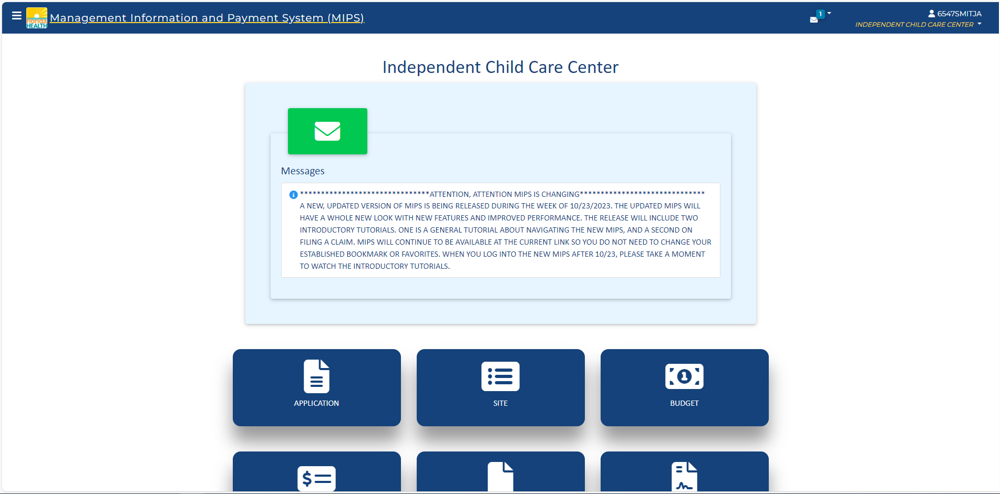 Florida
HEALTH
Management Information and Payment System (MIPS)
1
6547SMITJA
INDEPENDENT CHILD CARE CENTER
Independent Child Care Center
Messages
*******************************ATTENTION, ATTENTION MIPS IS CHANGING******************************
A NEW, UPDATED VERSION OF MIPS IS BEING RELEASED DURING THE WEEK OF 10/23/2023. THE UPDATED MIPS WILL
HAVE A WHOLE NEW LOOK WITH NEW FEATURES AND IMPROVED PERFORMANCE. THE RELEASE WILL INCLUDE TWO
INTRODUCTORY TUTORIALS. ONE IS A GENERAL TUTORIAL ABOUT NAVIGATING THE NEW MIPS, AND A SECOND ON
FILING A CLAIM. MIPS WILL CONTINUE TO BE AVAILABLE AT THE CURRENT LINK SO YOU DO NOT NEED TO CHANGE YOUR
ESTABLISHED BOOKMARK OR FAVORITES. WHEN YOU LOG INTO THE NEW MIPS AFTER 10/23, PLEASE TAKE A MOMENT
TO WATCH THE INTRODUCTORY TUTORIALS.
APPLICATION
SITE
BUDGET